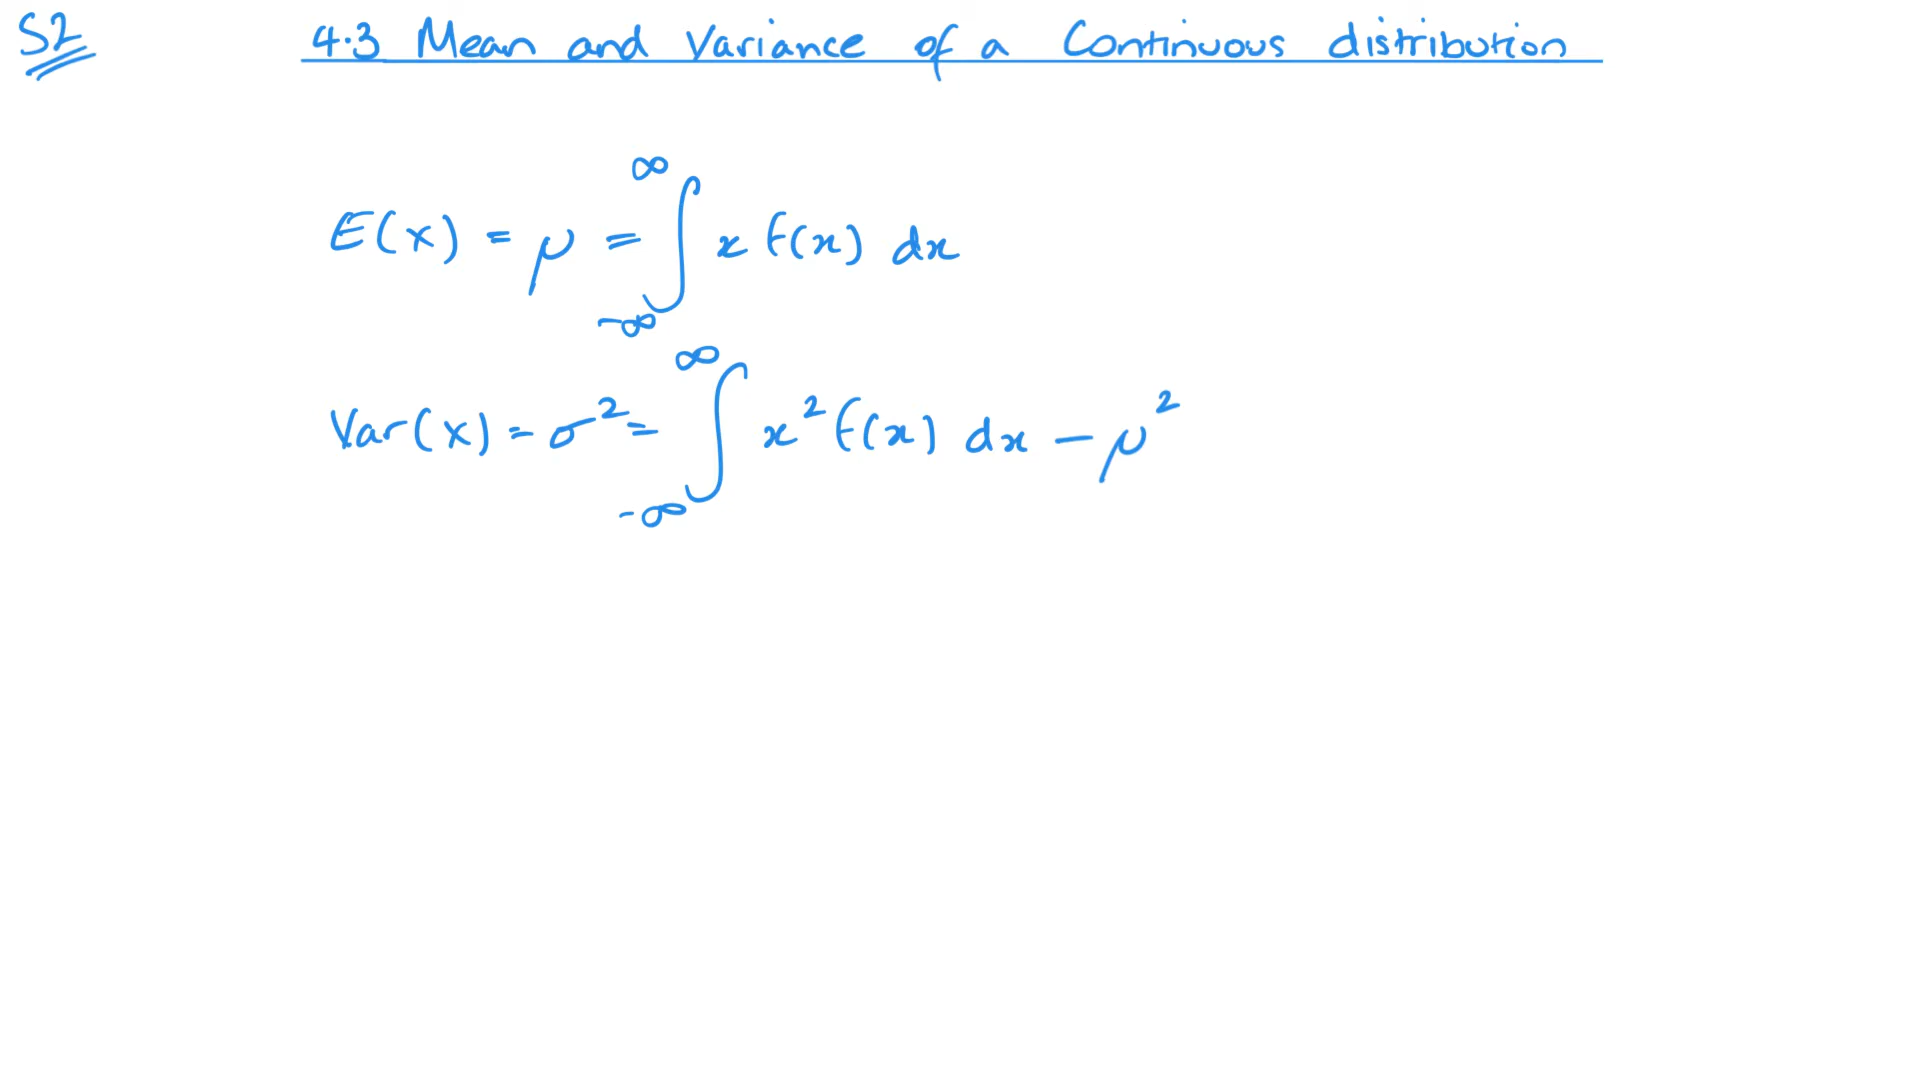 S2
4.3 Mean and Variance of a Continuous distribution
E(X) = μ = ∫_{-∞}^{∞} x f(x) dx
Var(X) = σ² = ∫_{-∞}^{∞} x² f(x) dx − μ²